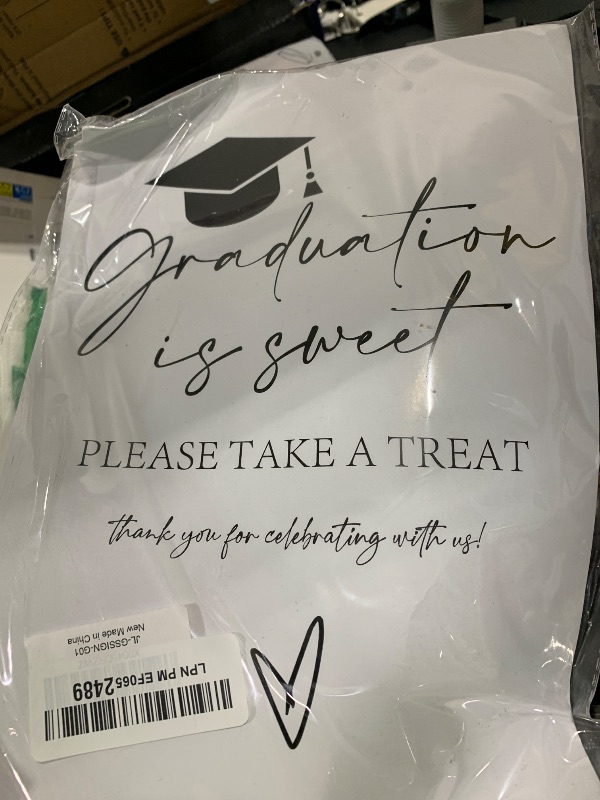 Graduation
is sweet
PLEASE TAKE A TREAT
thank you for celebrating with us!
LPN PM EF0652489
JL-GSSIGN-G01
New Made in China